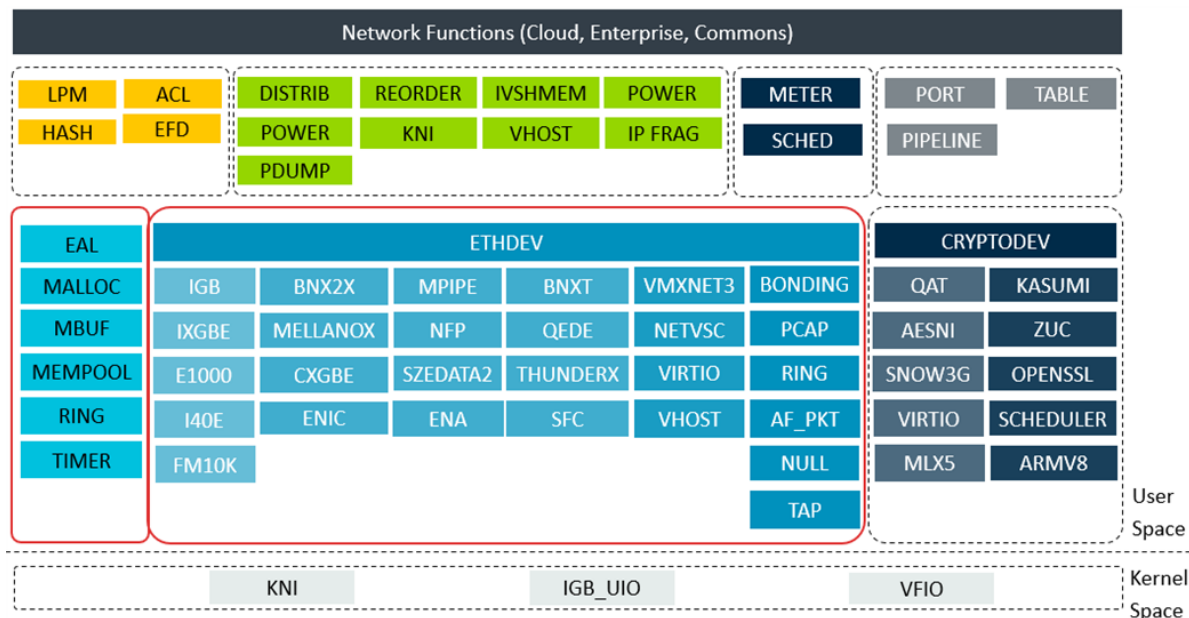 Network Functions (Cloud, Enterprise, Commons)
LPM ACL DISTRIB REORDER IVSHMEM POWER METER PORT TABLE
HASH EFD POWER KNI VHOST IP FRAG SCHED PIPELINE
PDUMP
EAL ETHDEV CRYPTODEV
MALLOC IGB BNX2X MPIPE BNXT VMXNET3 BONDING QAT KASUMI
MBUF IXGBE MELLANOX NFP QEDE NETVSC PCAP AESNI ZUC
MEMPOOL E1000 CXGBE SZEDATA2 THUNDERX VIRTIO RING SNOW3G OPENSSL
RING I40E ENIC ENA SFC VHOST AF_PKT VIRTIO SCHEDULER
TIMER FM10K NULL MLX5 ARMV8
TAP
User
Space
KNI IGB_UIO VFIO
Kernel
Space